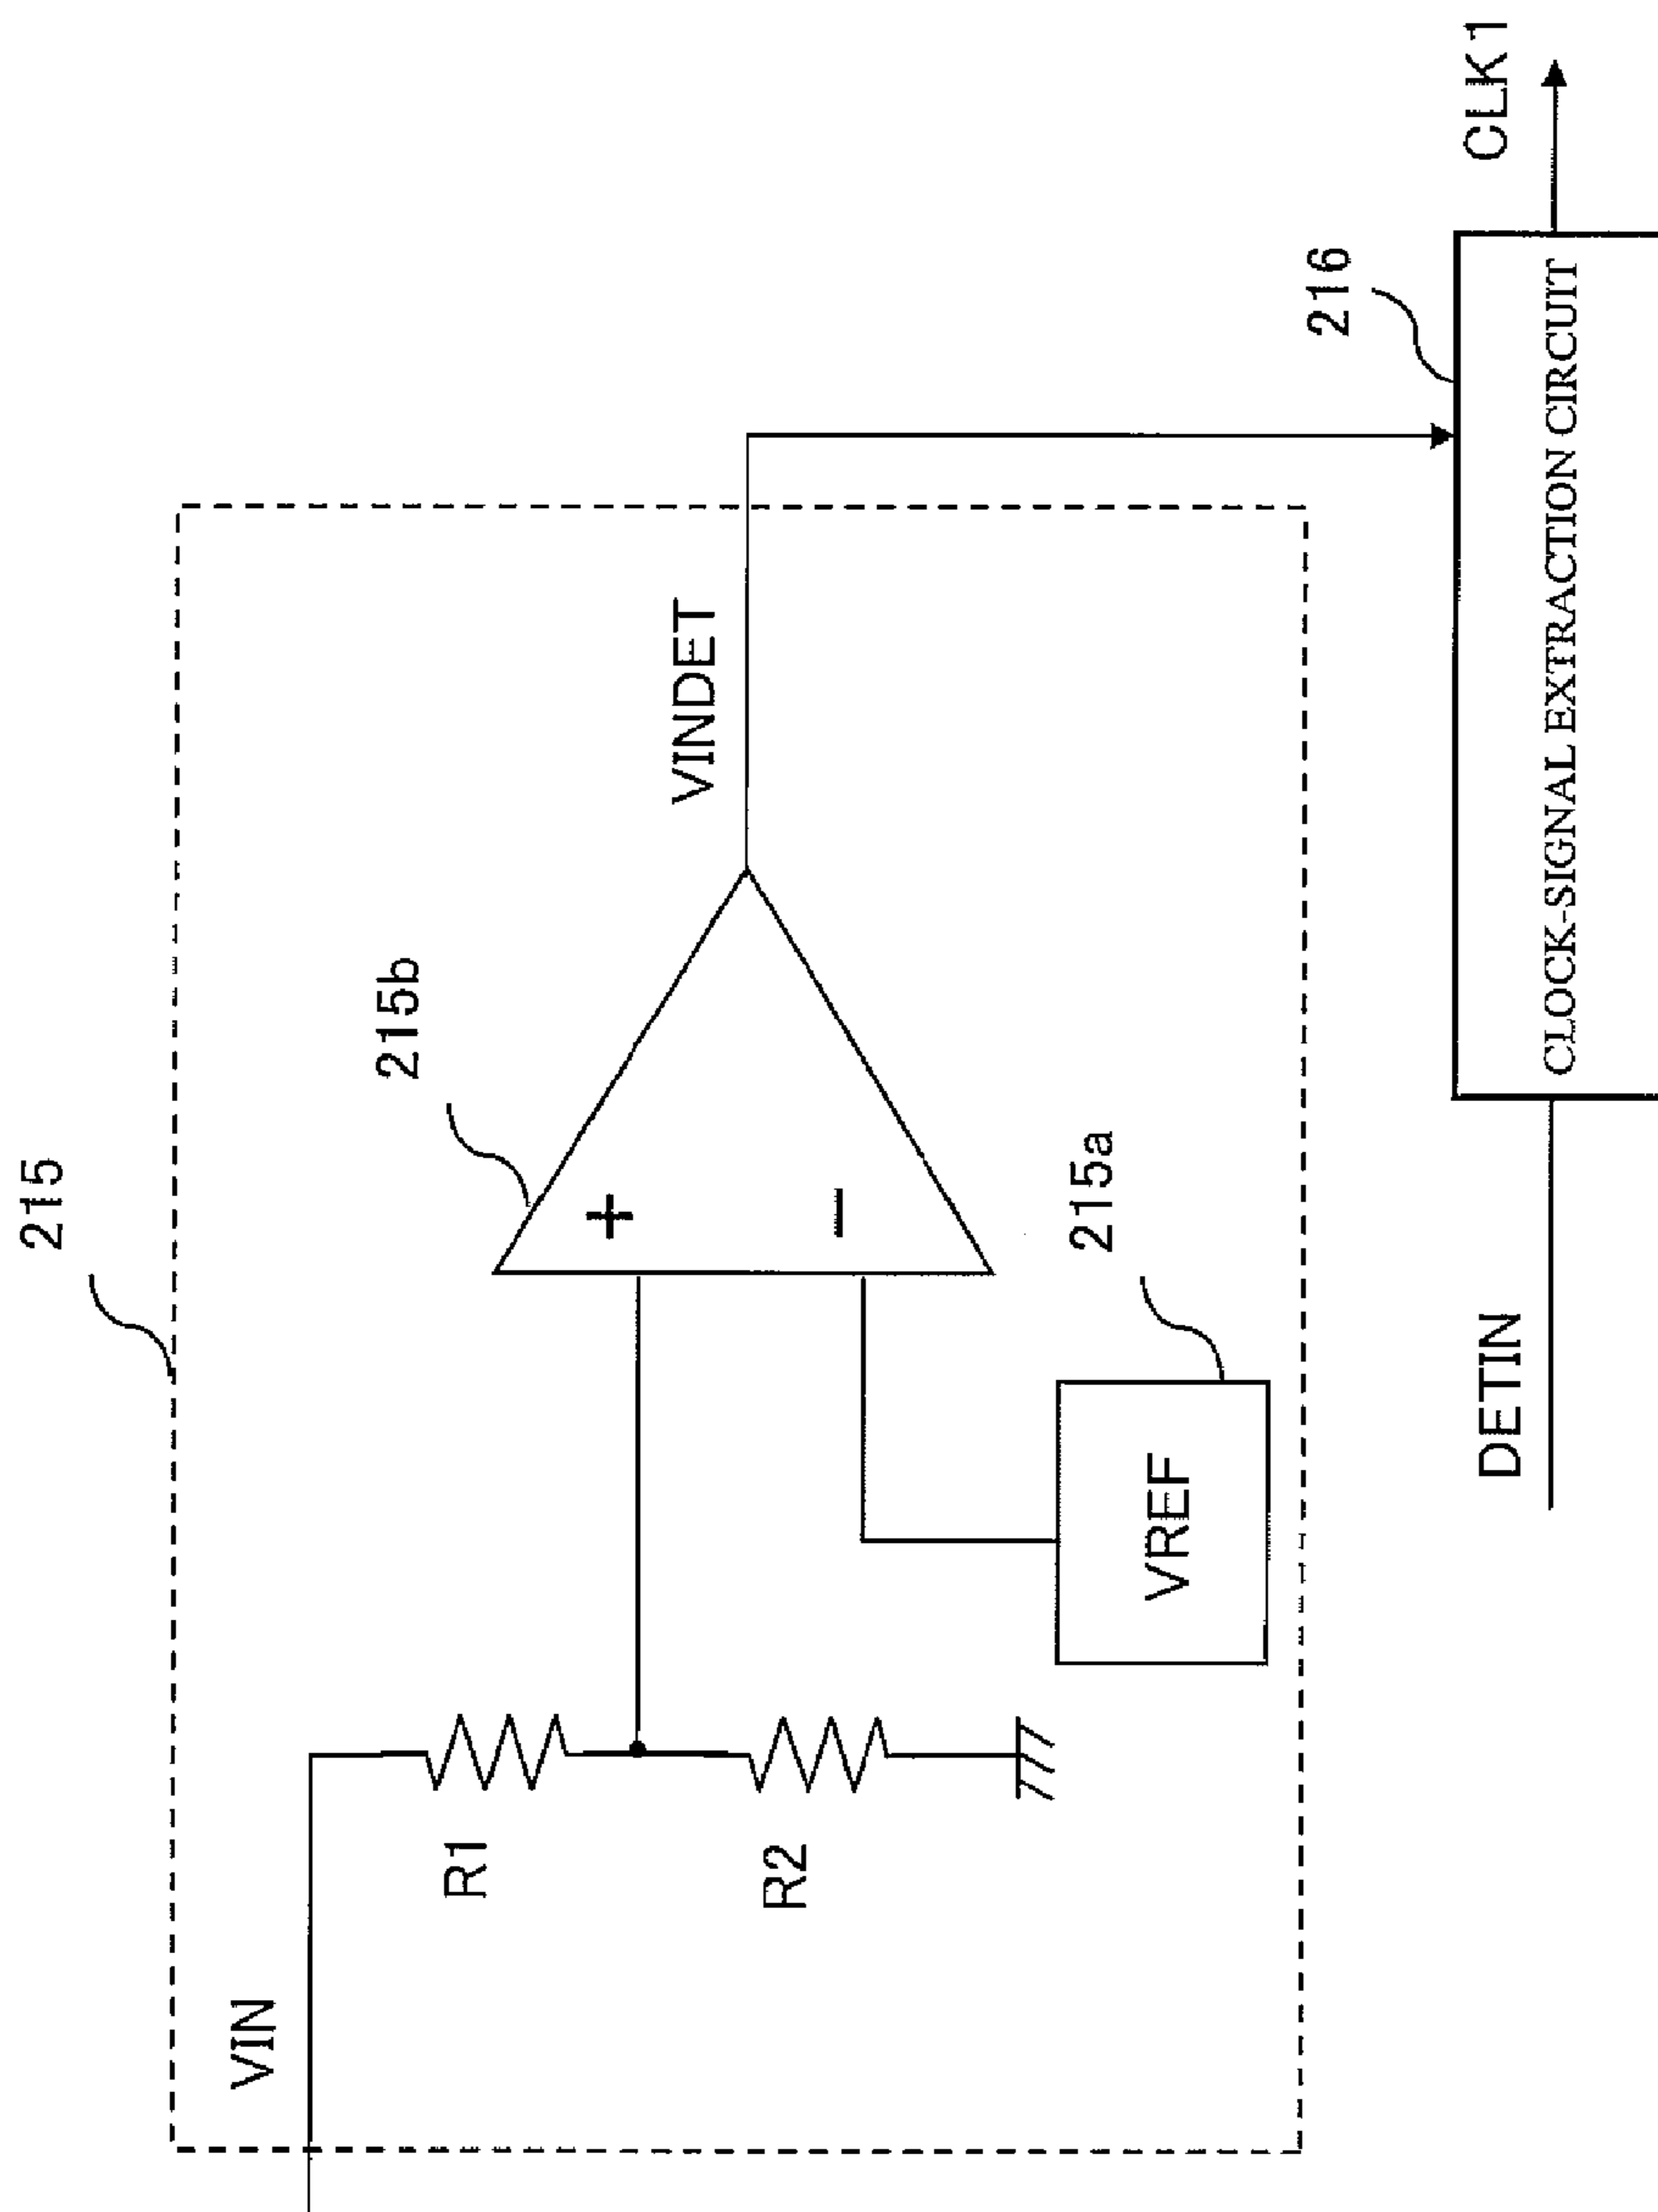 215
VIN
R1
R2
215b
+
−
VINDET
VREF
215a
216
DETIN
CLOCK-SIGNAL EXTRACTION CIRCUIT
CLK1